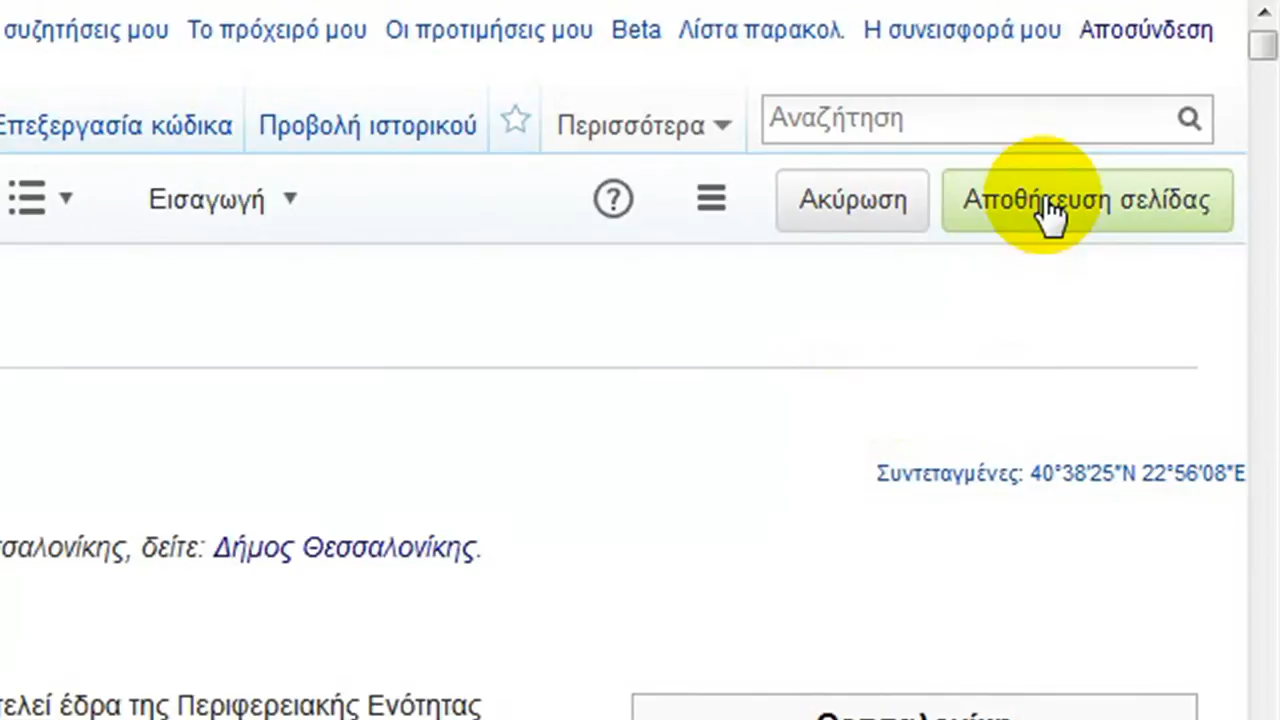 συζητήσεις μου Το πρόχειρό μου Οι προτιμήσεις μου Beta Λίστα παρακολ. Η συνεισφορά μου Αποσύνδεση
Επεξεργασία κώδικα Προβολή ιστορικού Περισσότερα Αναζήτηση
Εισαγωγή Ακύρωση Αποθήκευση σελίδας
Συντεταγμένες: 40°38′25″N 22°56′08″E
σσαλονίκης, δείτε: Δήμος Θεσσαλονίκης.
τελεί έδρα της Περιφερειακής Ενότητας